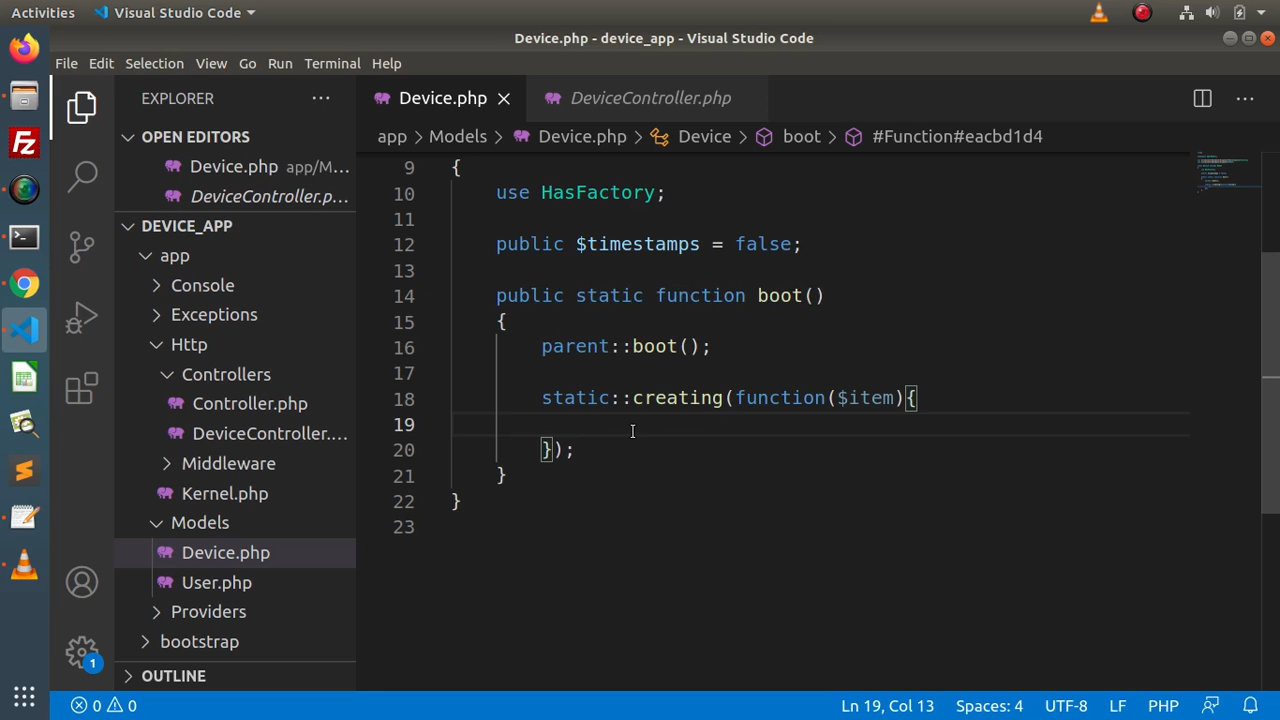 Activities
Visual Studio Code
Device.php - device_app - Visual Studio Code
File Edit Selection View Go Run Terminal Help
EXPLORER
Device.php
DeviceController.php
OPEN EDITORS
app > Models > Device.php > Device > boot > #Function#eacbd1d4
Device.php app/M...
DeviceController.p...
DEVICE_APP
app
Console
Exceptions
Http
Controllers
Controller.php
DeviceController....
Middleware
Kernel.php
Models
Device.php
User.php
Providers
bootstrap
OUTLINE
9 {
10 use HasFactory;
11
12 public $timestamps = false;
13
14 public static function boot()
15 {
16 parent::boot();
17
18 static::creating(function($item){
19
20 });
21 }
22 }
23
1
0 0
Ln 19, Col 13
Spaces: 4
UTF-8
LF
PHP